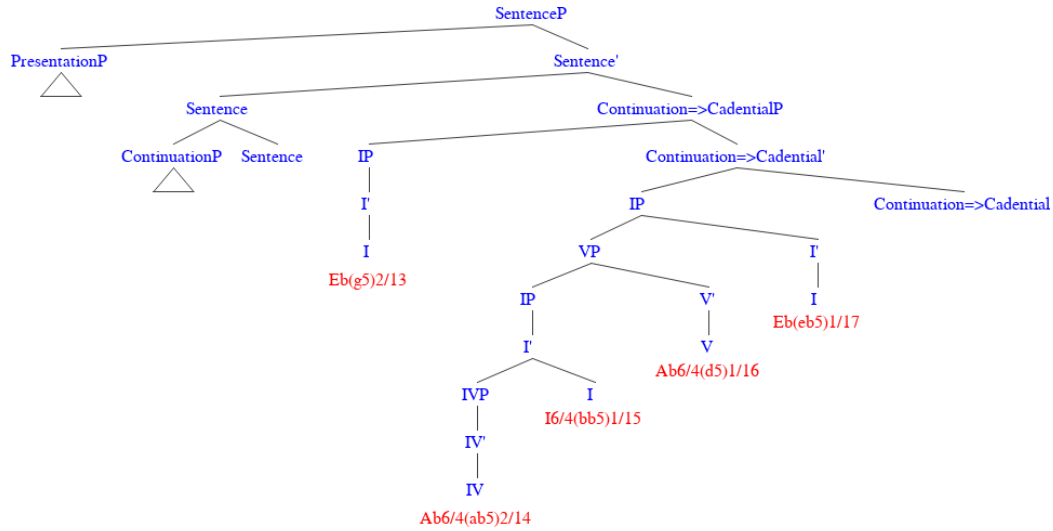 SentenceP
PresentationP Sentence'
Sentence Continuation=>CadentialP
ContinuationP Sentence IP Continuation=>Cadential'
I' IP Continuation=>Cadential
I VP I'
Eb(g5)2/13
IP V' I
Eb(eb5)1/17
I' V
Ab6/4(d5)1/16
IVP I
I6/4(bb5)1/15
IV'
IV
Ab6/4(ab5)2/14